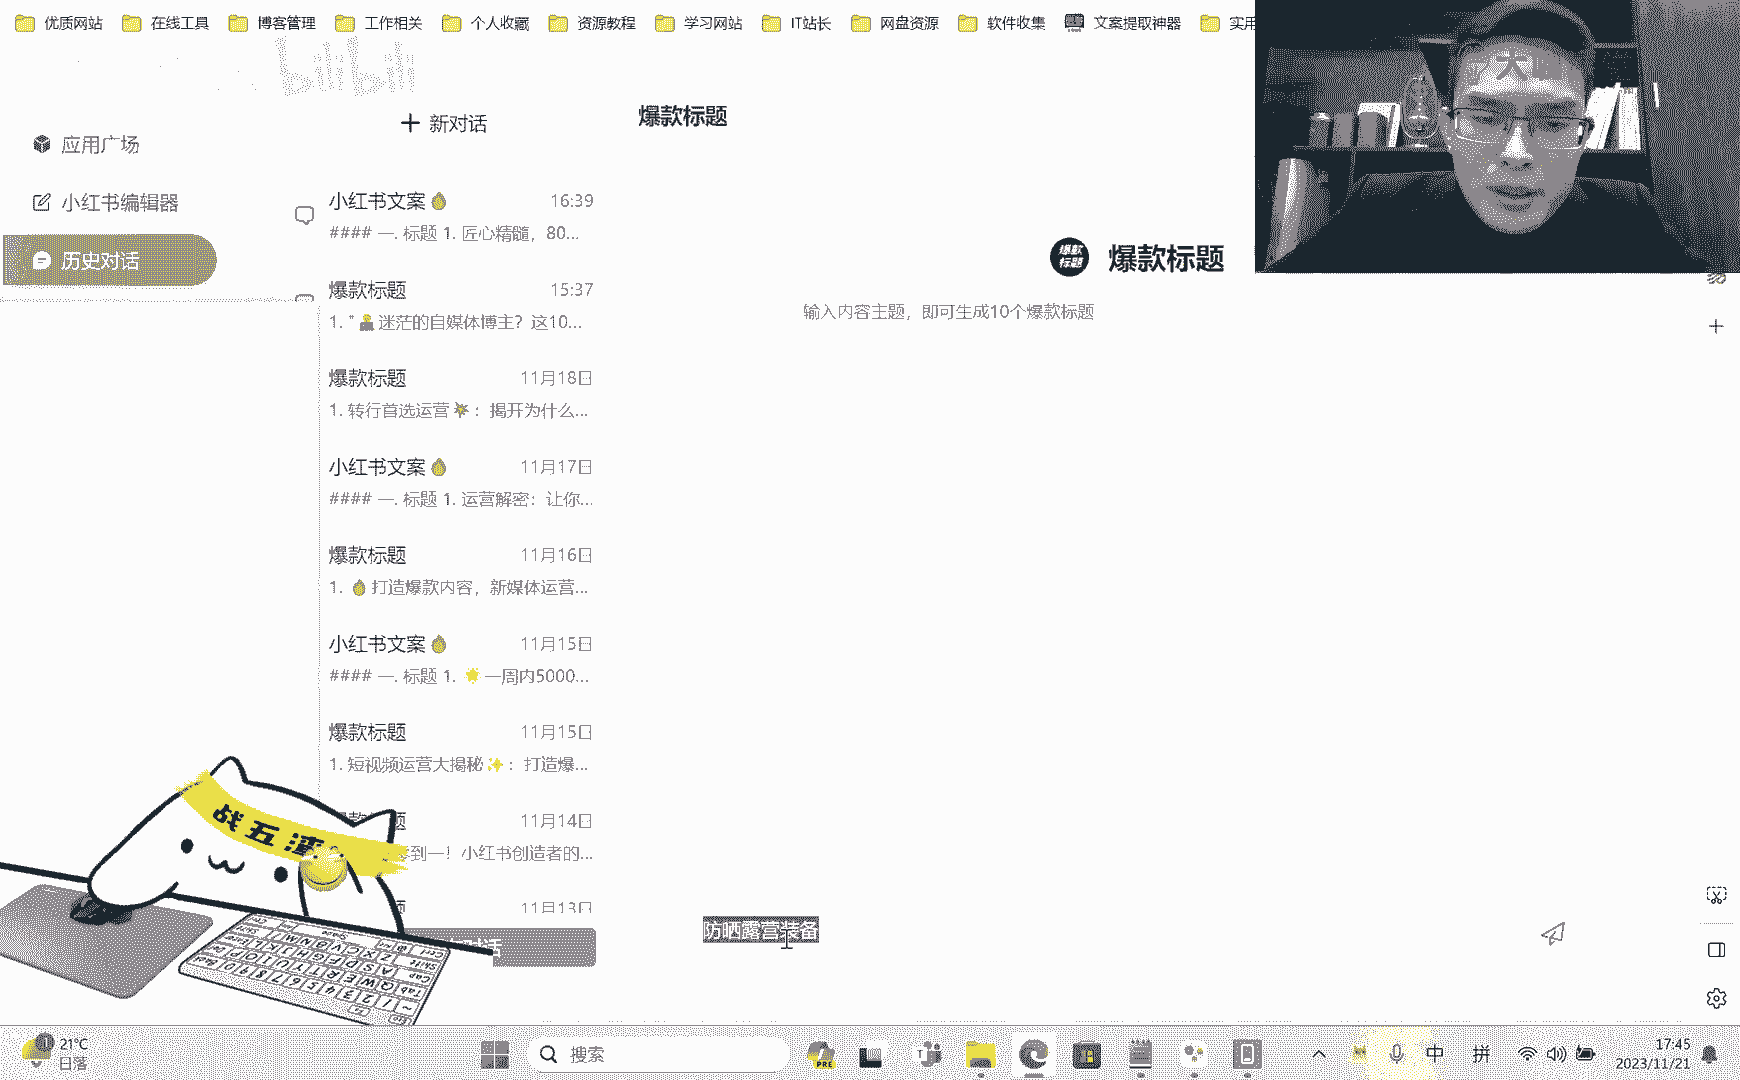 优质网站 在线工具 博客管理 工作相关 个人收藏 资源教程 学习网站 IT站长 网盘资源 软件收集 文案提取神器 实用
bilibili
大
应用广场
小红书编辑器
历史对话
新对话
小红书文案 16:39
#### 一. 标题 1. 匠心精髓，80...
爆款标题 15:37
1. " 迷茫的自媒体博主？这10...
爆款标题 11月18日
1. 转行首选运营 ：揭开为什么...
小红书文案 11月17日
#### 一. 标题 1. 运营解密：让你...
爆款标题 11月16日
1. 打造爆款内容，新媒体运营...
小红书文案 11月15日
#### 一. 标题 1. 一周内5000...
爆款标题 11月15日
1. 短视频运营大揭秘 ：打造爆...
题 11月14日
到一！小红书创造者的...
11月13日
话
爆款标题
爆款标题
爆款标题
输入内容主题，即可生成10个爆款标题
防晒露营装备
战五渣
21°C
日落
搜索
PRE
中
拼
17:45
2023/11/21